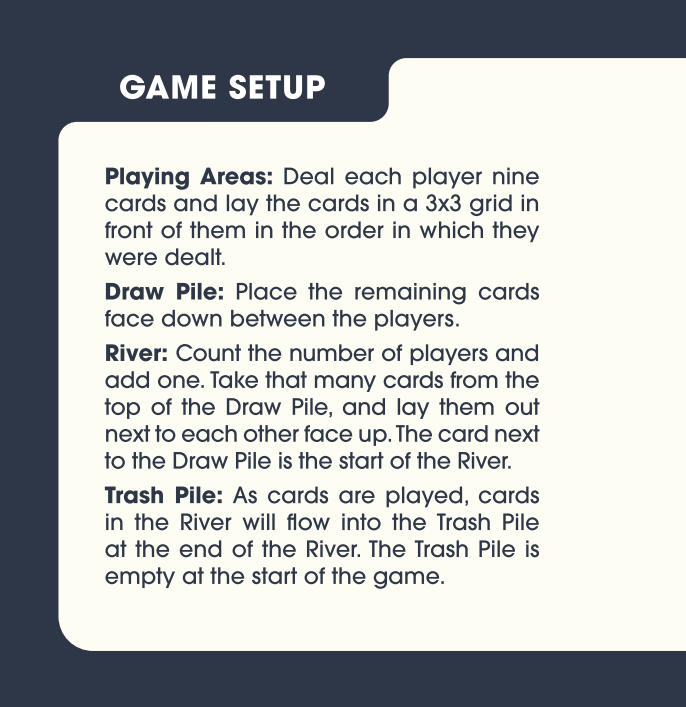 GAME SETUP
Playing Areas: Deal each player nine
cards and lay the cards in a 3x3 grid in
front of them in the order in which they
were dealt.
Draw Pile: Place the remaining cards
face down between the players.
River: Count the number of players and
add one. Take that many cards from the
top of the Draw Pile, and lay them out
next to each other face up. The card next
to the Draw Pile is the start of the River.
Trash Pile: As cards are played, cards
in the River will flow into the Trash Pile
at the end of the River. The Trash Pile is
empty at the start of the game.